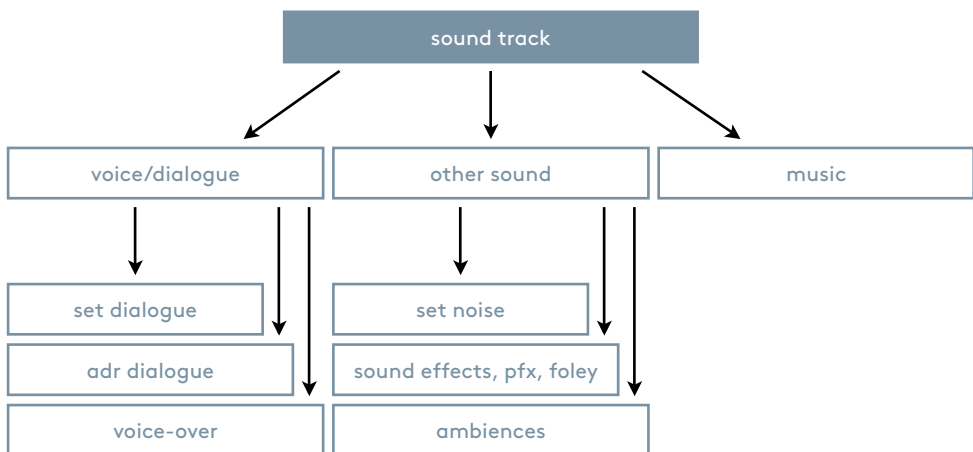 sound track
voice/dialogue
other sound
music
set dialogue
set noise
adr dialogue
sound effects, pfx, foley
voice-over
ambiences